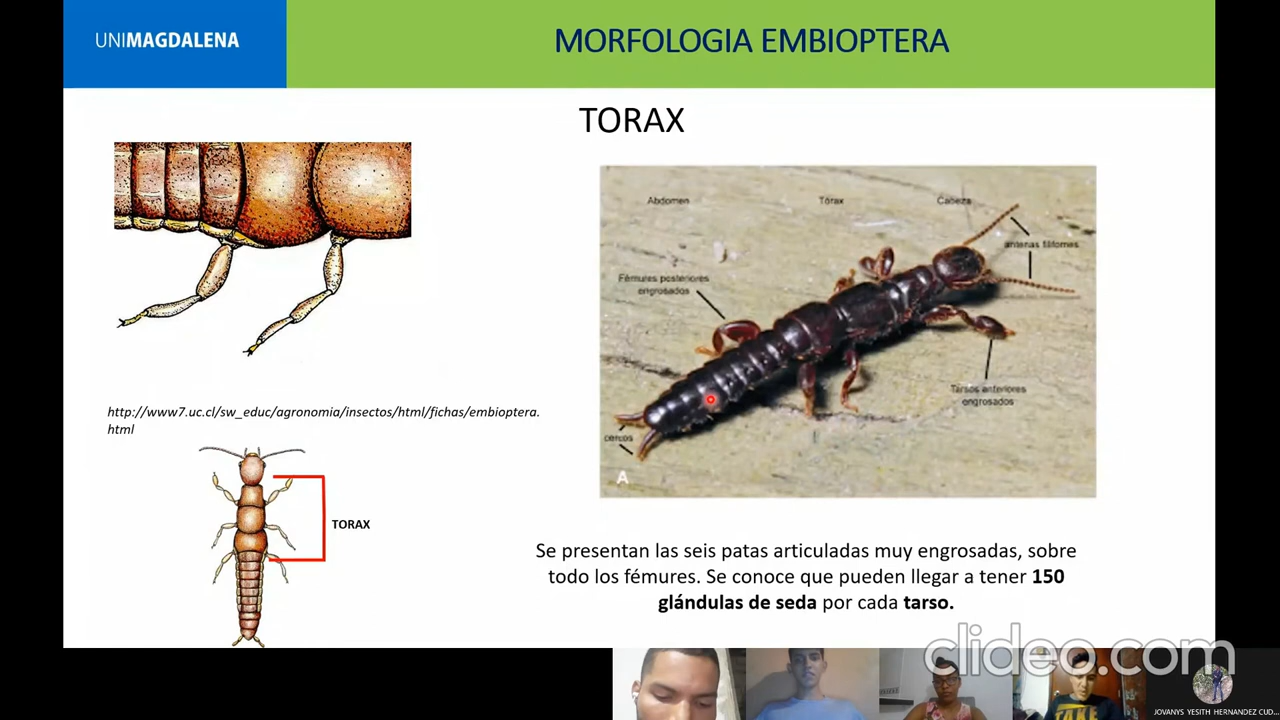 UNIMAGDALENA
MORFOLOGIA EMBIOPTERA
TORAX
Abdomen
Tórax
Cabeza
antenas filiformes
Fémures posteriores
engrosados
Tarsos anteriores
engrosados
cercos
A
http://www7.uc.cl/sw_educ/agronomia/insectos/html/fichas/embioptera.
html
TORAX
Se presentan las seis patas articuladas muy engrosadas, sobre
todo los fémures. Se conoce que pueden llegar a tener 150
glándulas de seda por cada tarso.
clideo.com
TAKE
JOVANYS YESITH HERNANDEZ CUD...